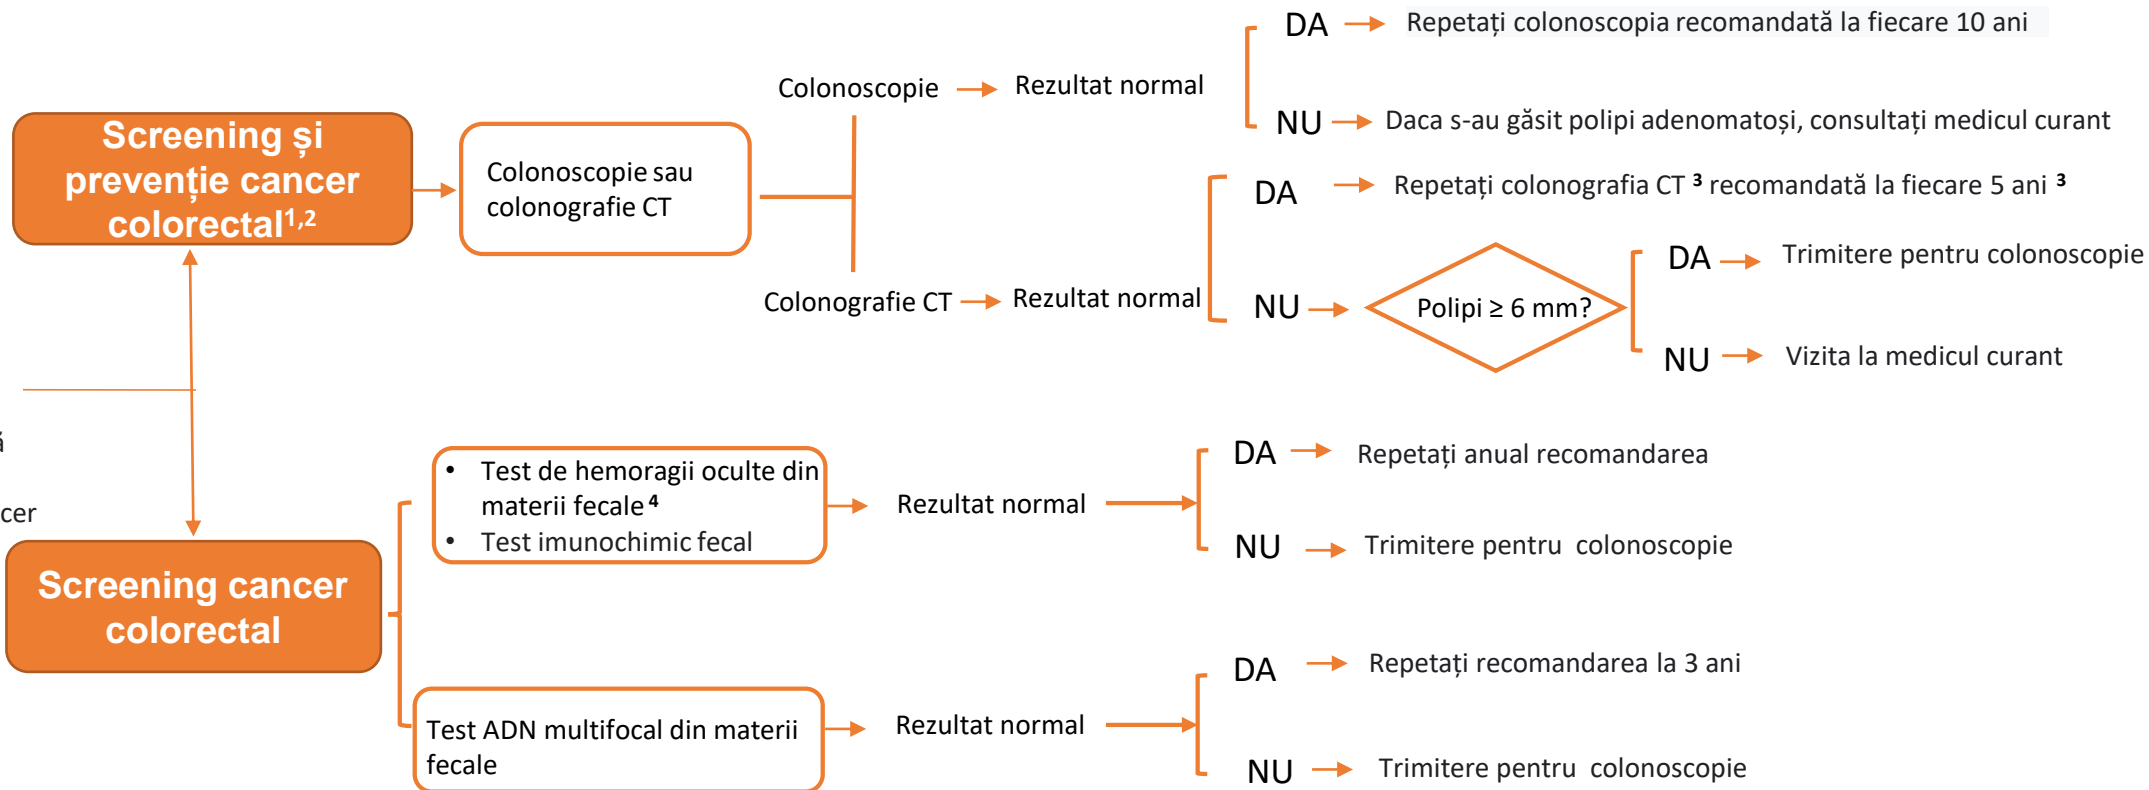 DA
Repetați colonoscopia recomandată la fiecare 10 ani
Colonoscopie
Rezultat normal
NU
Daca s-au găsit polipi adenomatoși, consultați medicul curant
Screening și
prevenție cancer
colorectal1,2
Colonoscopie sau
colonografie CT
DA
Repetați colonografia CT 3 recomandată la fiecare 5 ani 3
Colonografie CT
Rezultat normal
NU
Polipi ≥ 6 mm?
DA
Trimitere pentru colonoscopie
NU
Vizita la medicul curant
ă
cer
Screening cancer
colorectal
• Test de hemoragii oculte din
materii fecale 4
• Test imunochimic fecal
Rezultat normal
DA
Repetați anual recomandarea
NU
Trimitere pentru colonoscopie
Test ADN multifocal din materii
fecale
Rezultat normal
DA
Repetați recomandarea la 3 ani
NU
Trimitere pentru colonoscopie